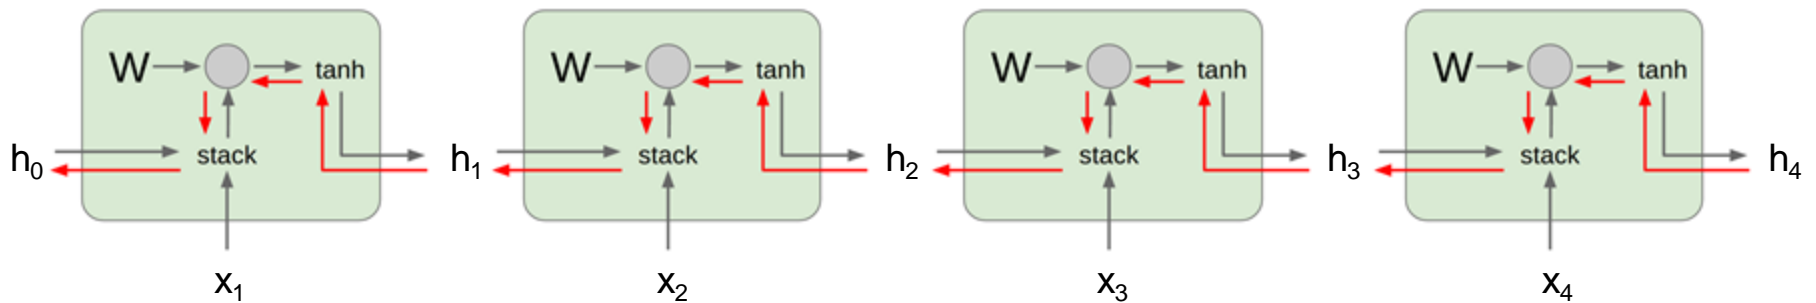 W tanh W tanh W tanh W tanh
h₀ stack h₁ stack h₂ stack h₃ stack h₄
x₁ x₂ x₃ x₄